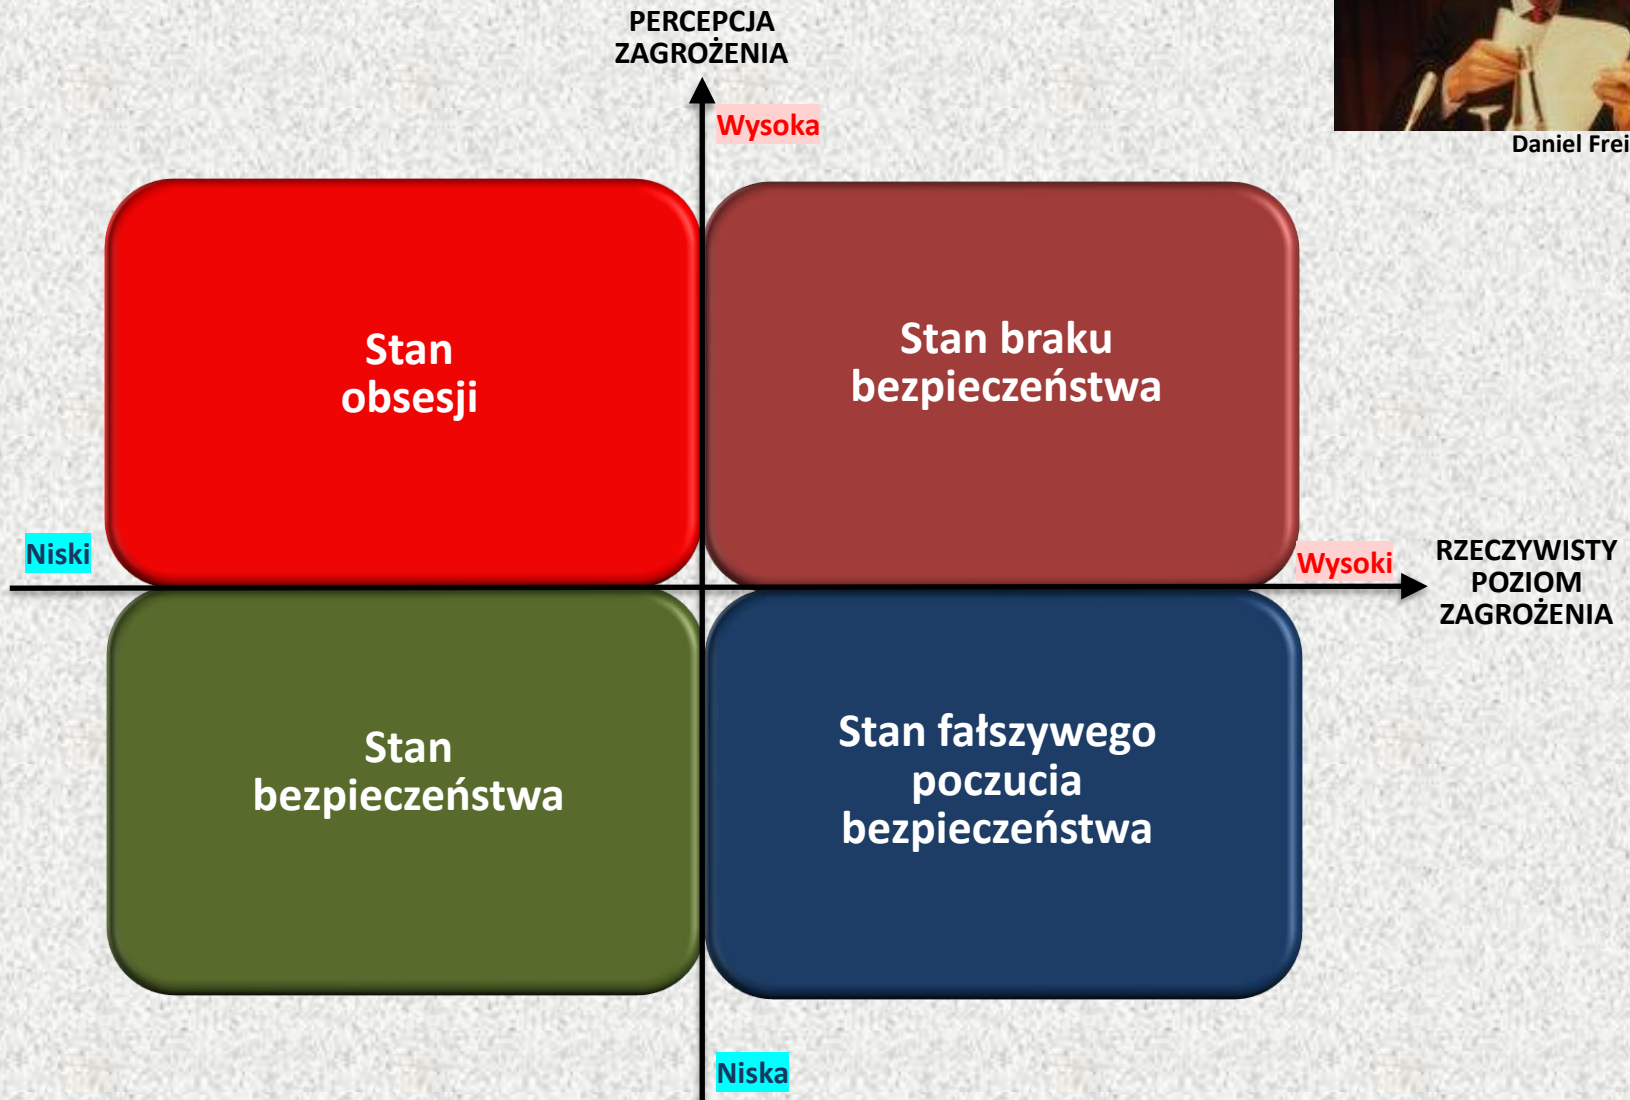 PERCEPCJA
ZAGROŻENIA
Wysoka
Daniel Frei
Stan
obsesji
Stan braku
bezpieczeństwa
Niski
Wysoki
RZECZYWISTY
POZIOM
ZAGROŻENIA
Stan
bezpieczeństwa
Stan fałszywego
poczucia
bezpieczeństwa
Niska